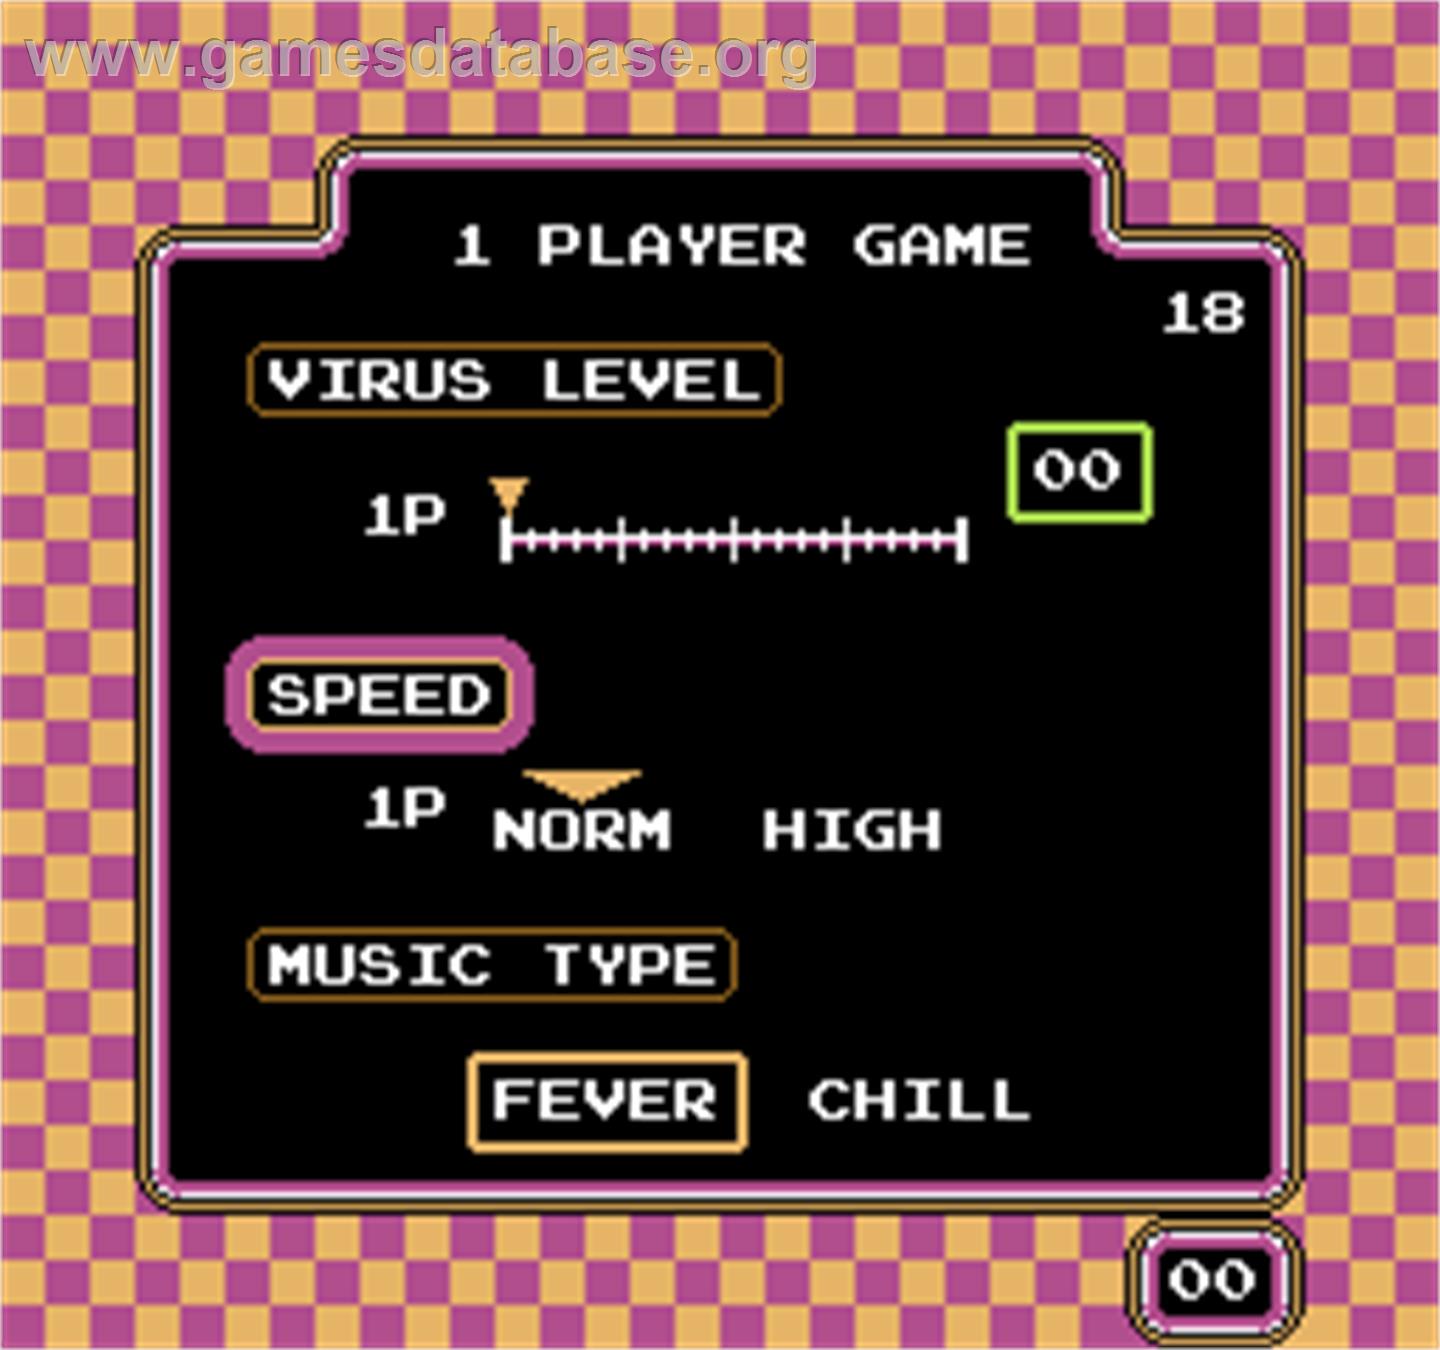 www.gamesdatabase.org
1 PLAYER GAME
18
VIRUS LEVEL
00
1P
SPEED
1P
NORM HIGH
MUSIC TYPE
FEVER CHILL
00